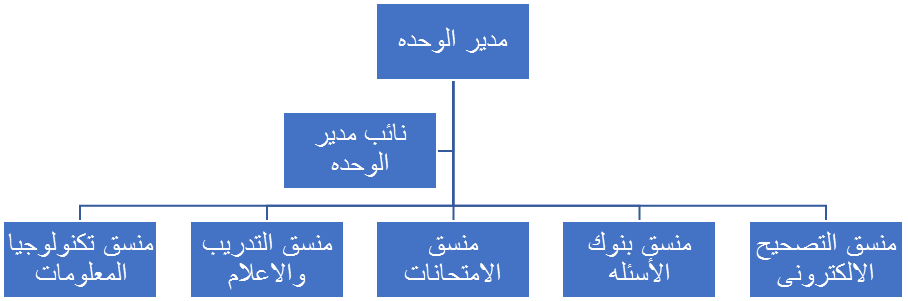 مدير الوحده
نائب مدير
الوحده
منسق التصحيح
الالكترونى
منسق بنوك
الأسئله
منسق
الامتحانات
منسق التدريب
والاعلام
منسق تكنولوجيا
المعلومات